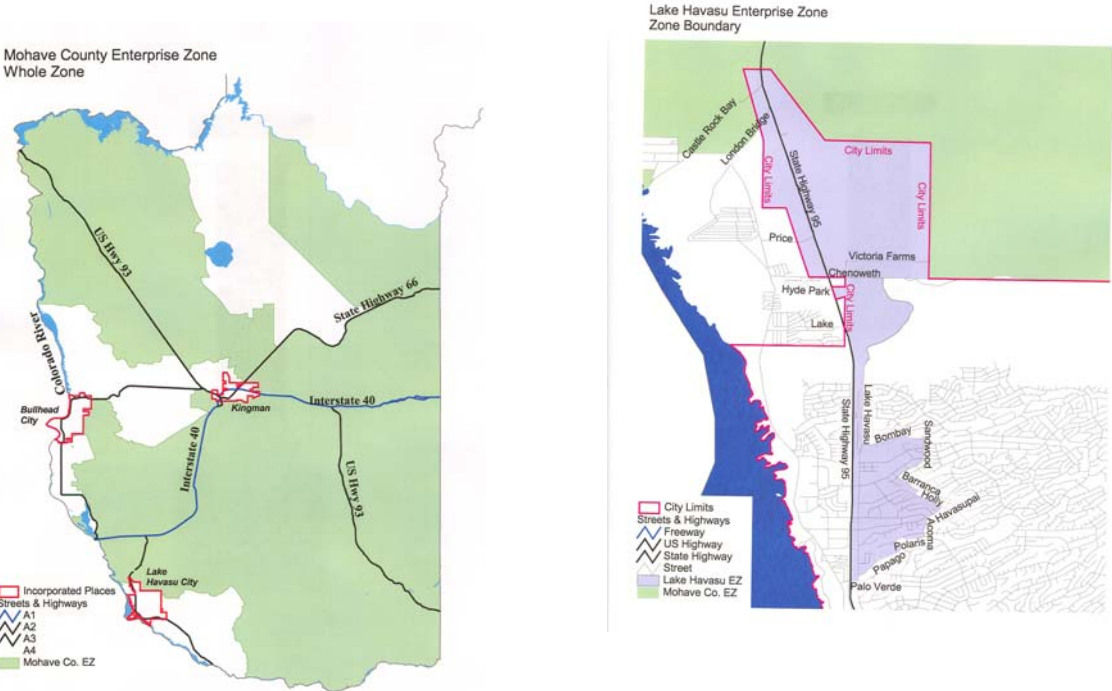 Mohave County Enterprise Zone
Whole Zone
US Hwy 93
State Highway 66
Colorado River
Bullhead
City
Kingman
Interstate 40
Interstate 40
US Hwy 93
Lake
Havasu City
Incorporated Places
Streets & Highways
A1
A2
A3
A4
Mohave Co. EZ
Lake Havasu Enterprise Zone
Zone Boundary
Castle Rock Bay
London Bridge
City Limits
State Highway 95
City Limits
City Limits
Price
Victoria Farms
Chenoweth
Hyde Park
City Limits
Lake
State Highway 95
Lake Havasu
Bombay
Sandwood
Barranca
Holly
Havasupai
Acoma
Polaris
Papago
Palo Verde
City Limits
Streets & Highways
Freeway
US Highway
State Highway
Street
Lake Havasu EZ
Mohave Co. EZ